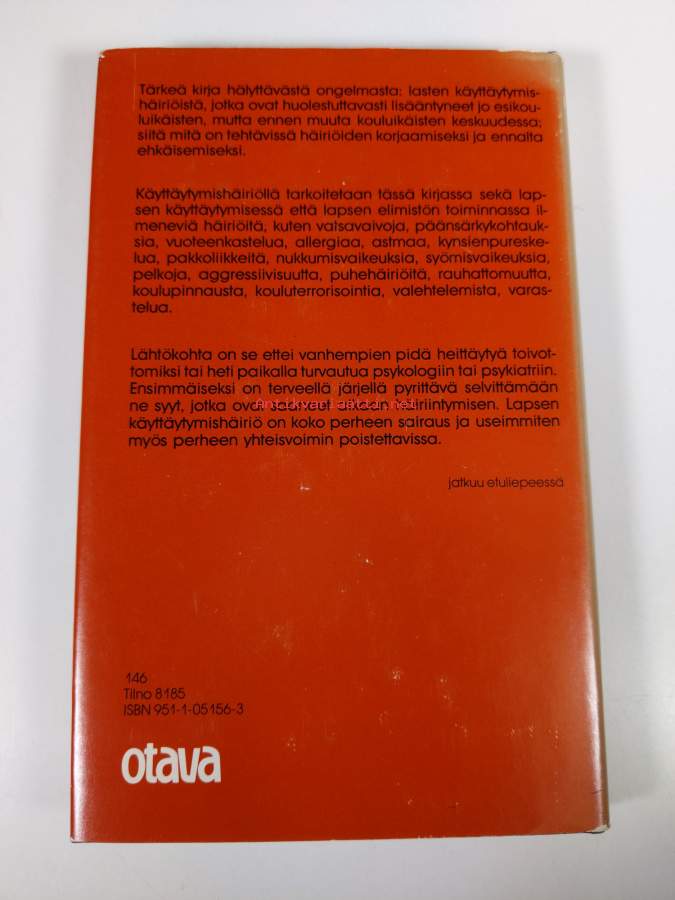 Tärkeä kirja hälyttävästä ongelmasta: lasten käyttäytymis-
häiriöistä, jotka ovat huolestuttavasti lisääntyneet jo esikou-
luikäisten, mutta ennen muuta kouluikäisten keskuudessa;
siitä mitä on tehtävissä häiriöiden korjaamiseksi ja ennalta
ehkäisemiseksi.
Käyttäytymishäiriöllä tarkoitetaan tässä kirjassa sekä lap-
sen käyttäytymisessä että lapsen elimistön toiminnassa il-
meneviä häiriöitä, kuten vatsavaivoja, päänsärkykohtauk-
sia, vuoteenkastelua, allergiaa, astmaa, kynsienpureske-
lua, pakkoliikkeitä, nukkumisvaikeuksia, syömisvaikeuksia,
pelkoja, aggressiivisuutta, puhehäiriöitä, rauhattomuutta,
koulupinnausta, kouluterrorisointia, valehtelemista, varas-
telua.
Lähtökohta on se ettei vanhempien pidä heittäytyä toivot-
tomiksi tai heti paikalla turvautua psykologiin tai psykiatriin.
Ensimmäiseksi on terveellä järjellä pyrittävä selvittämään
ne syyt, jotka ovat saaneet lapsen häiriintymisen. Lapsen
Antikvariaatti.net
käyttäytymishäiriö on koko perheen sairaus ja useimmiten
myös perheen yhteisvoimin poistettavissa.
jatkuu etuliepeessä
146
Tilno 8185
ISBN 951-1-05156-3
otava